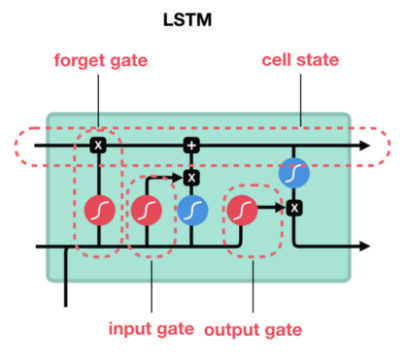 LSTM
forget gate
cell state
X
+
X
X
input gate
output gate